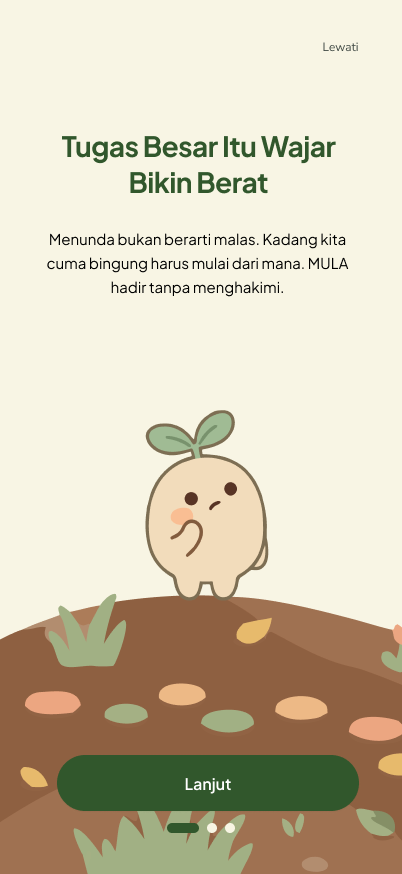 Lewati
Tugas Besar Itu Wajar
Bikin Berat
Menunda bukan berarti malas. Kadang kita
cuma bingung harus mulai dari mana. MULA
hadir tanpa menghakimi.
Lanjut